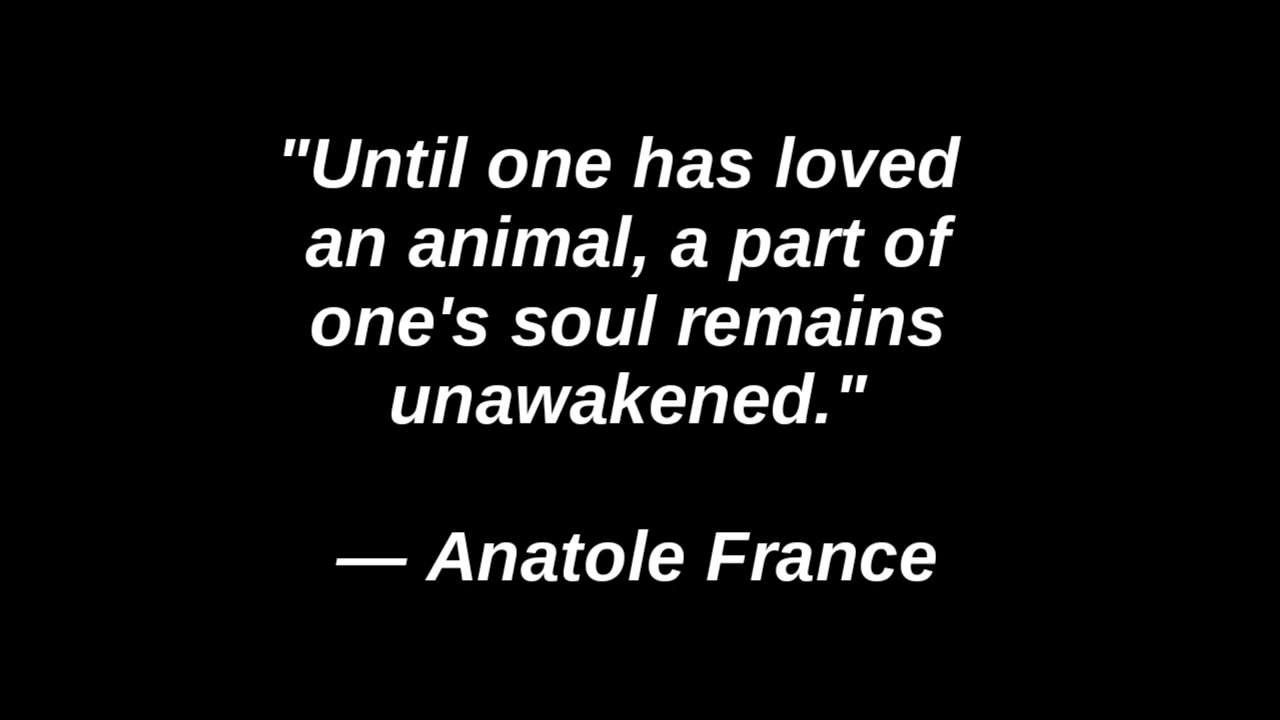 "Until one has loved
an animal, a part of
one's soul remains
unawakened."
— Anatole France